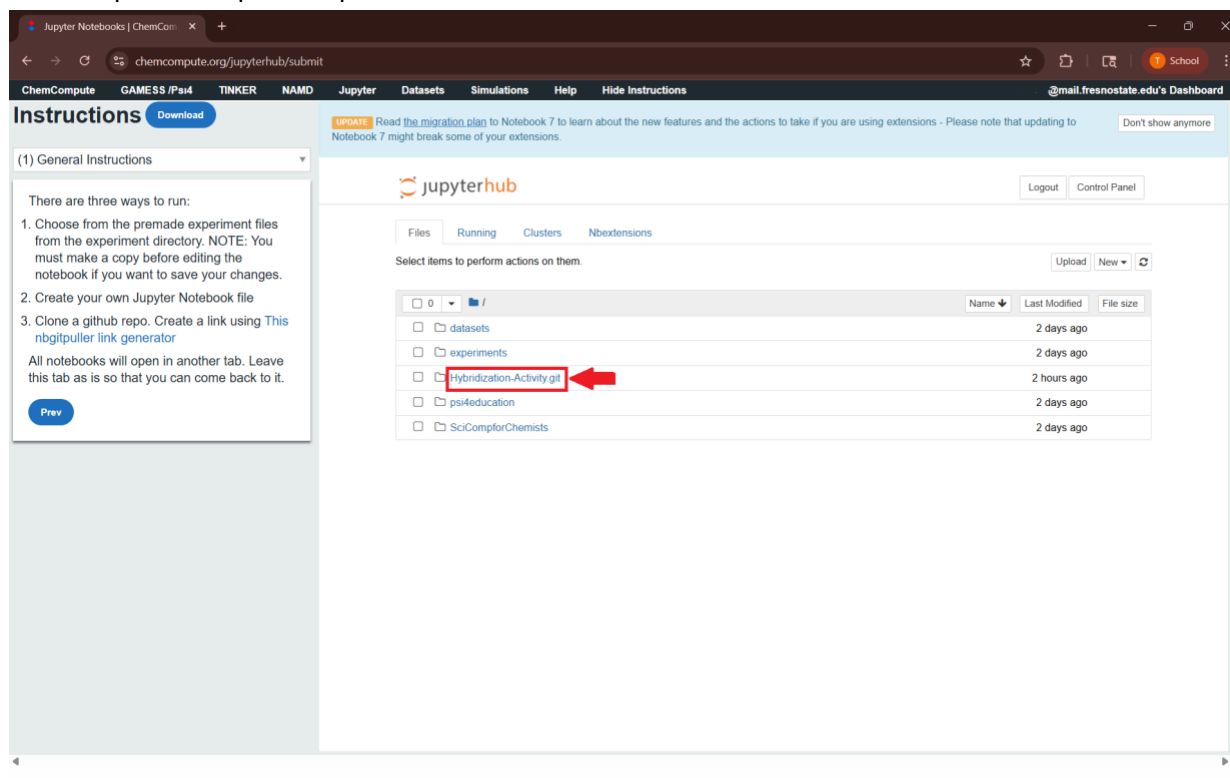 Jupyter Notebooks | ChemCom
chemcompute.org/jupyterhub/submit
T School
ChemCompute GAMESS /Psi4 TINKER NAMD Jupyter Datasets Simulations Help Hide Instructions @mail.fresnostate.edu's Dashboard
Instructions Download
(1) General Instructions
There are three ways to run:
1. Choose from the premade experiment files
from the experiment directory. NOTE: You
must make a copy before editing the
notebook if you want to save your changes.
2. Create your own Jupyter Notebook file
3. Clone a github repo. Create a link using This
nbgitpuller link generator
All notebooks will open in another tab. Leave
this tab as is so that you can come back to it.
Prev
UPDATE Read the migration plan to Notebook 7 to learn about the new features and the actions to take if you are using extensions - Please note that updating to
Notebook 7 might break some of your extensions.
Don't show anymore
jupyterhub
Logout Control Panel
Files Running Clusters Nbextensions
Select items to perform actions on them.
Upload New
0 / Name Last Modified File size
datasets 2 days ago
experiments 2 days ago
Hybridization-Activity.git 2 hours ago
psi4education 2 days ago
SciCompforChemists 2 days ago